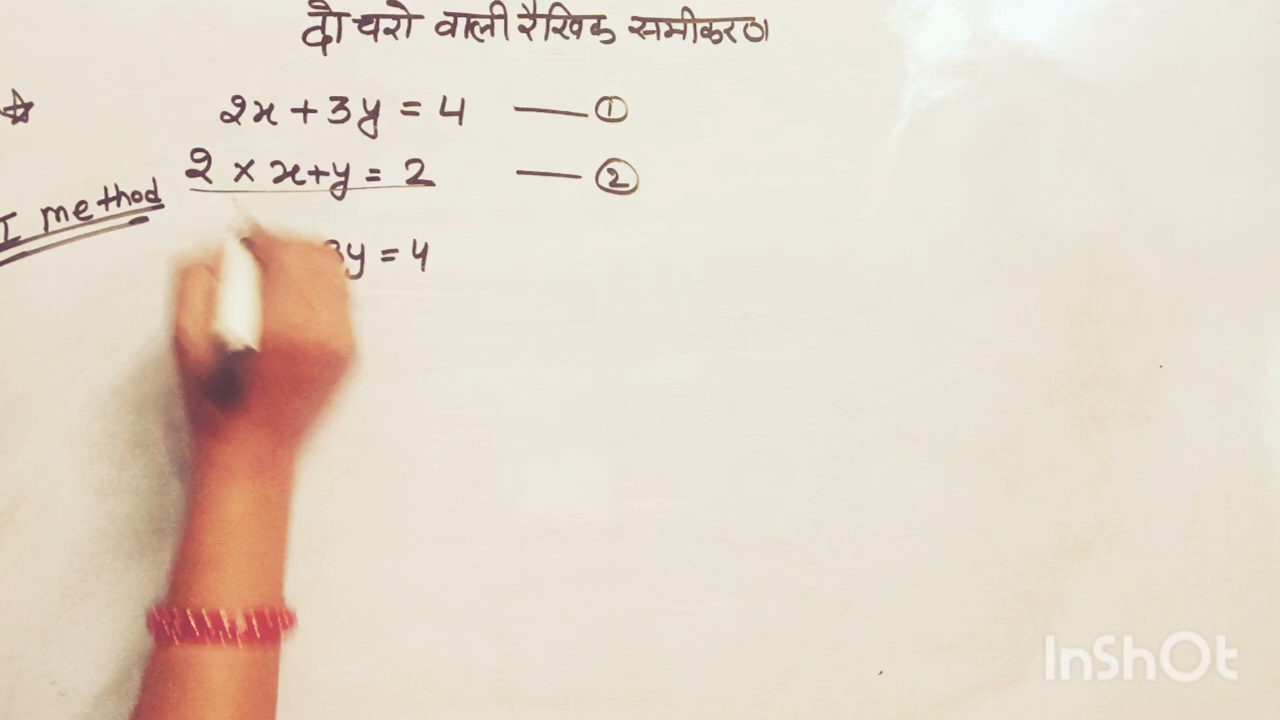 दो चरो वाली रैखिक समीकरण
☆ 2x + 3y = 4 —— ①
2 × x+y = 2 —— ②
I method
3y = 4
InShOt